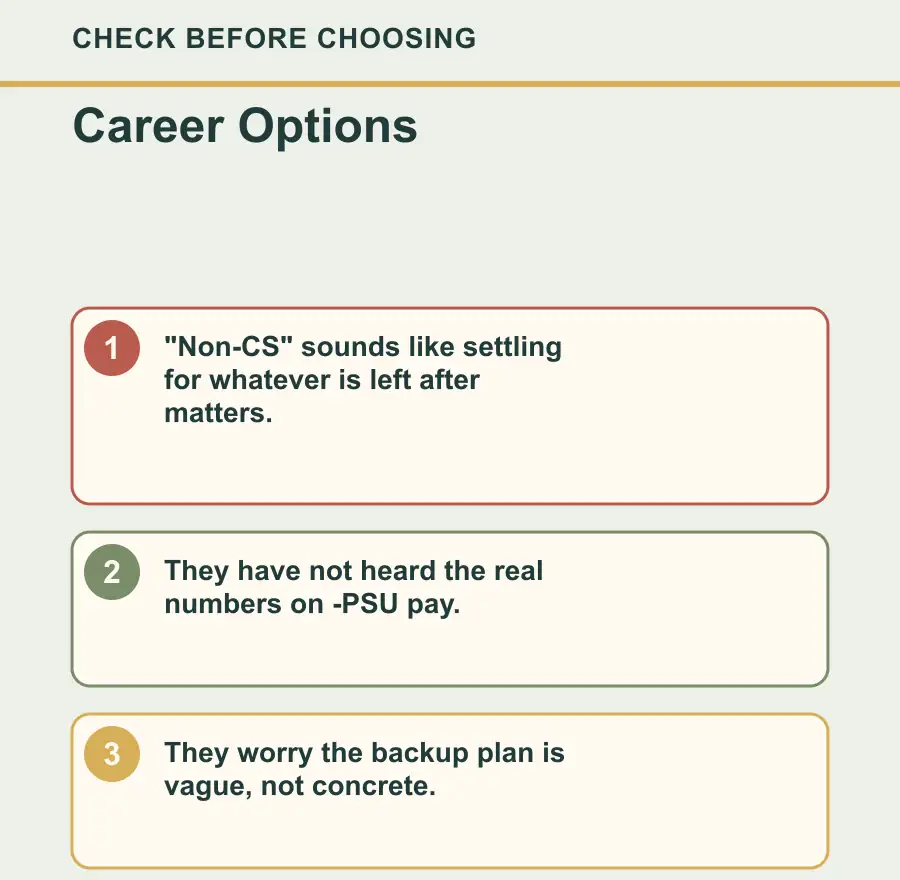 CHECK BEFORE CHOOSING
Career Options
1
"Non-CS" sounds like settling
for whatever is left after
matters.
2
They have not heard the real
numbers on -PSU pay.
3
They worry the backup plan is
vague, not concrete.